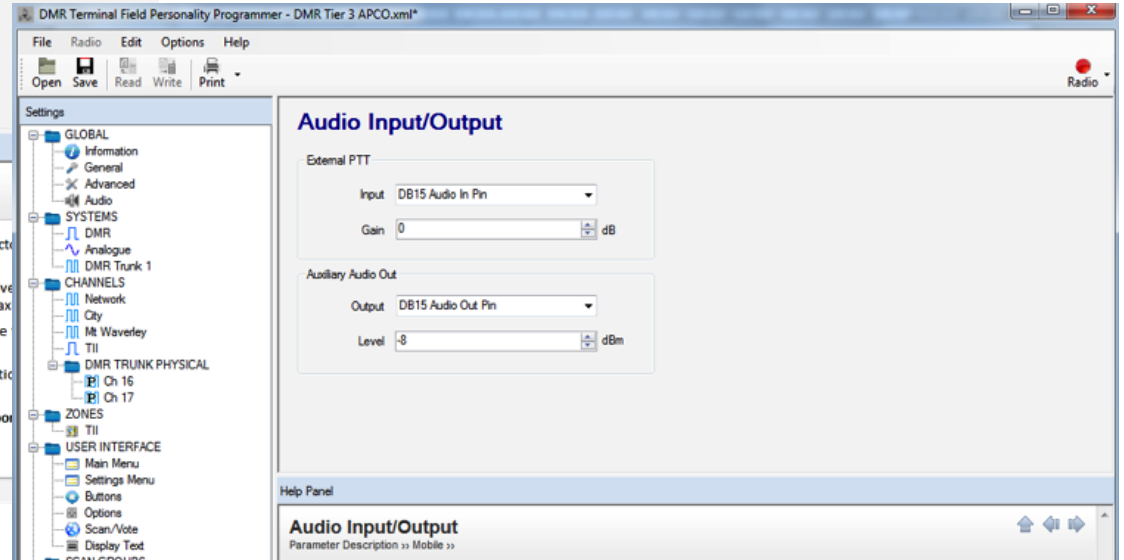 DMR Terminal Field Personality Programmer - DMR Tier 3 APCO.xml*
File Radio Edit Options Help
Open Save Read Write Print
Radio
Settings
GLOBAL
Information
General
Advanced
Audio
SYSTEMS
DMR
Analogue
DMR Trunk 1
CHANNELS
Network
City
Mt Waverley
TII
DMR TRUNK PHYSICAL
Ch 16
Ch 17
ZONES
TII
USER INTERFACE
Main Menu
Settings Menu
Buttons
Options
Scan/Vote
Display Text
SCAN GROUPS
Audio Input/Output
External PTT
Input DB15 Audio In Pin
Gain 0 dB
Auxiliary Audio Out
Output DB15 Audio Out Pin
Level -8 dBm
Help Panel
Audio Input/Output
Parameter Description ›› Mobile ››